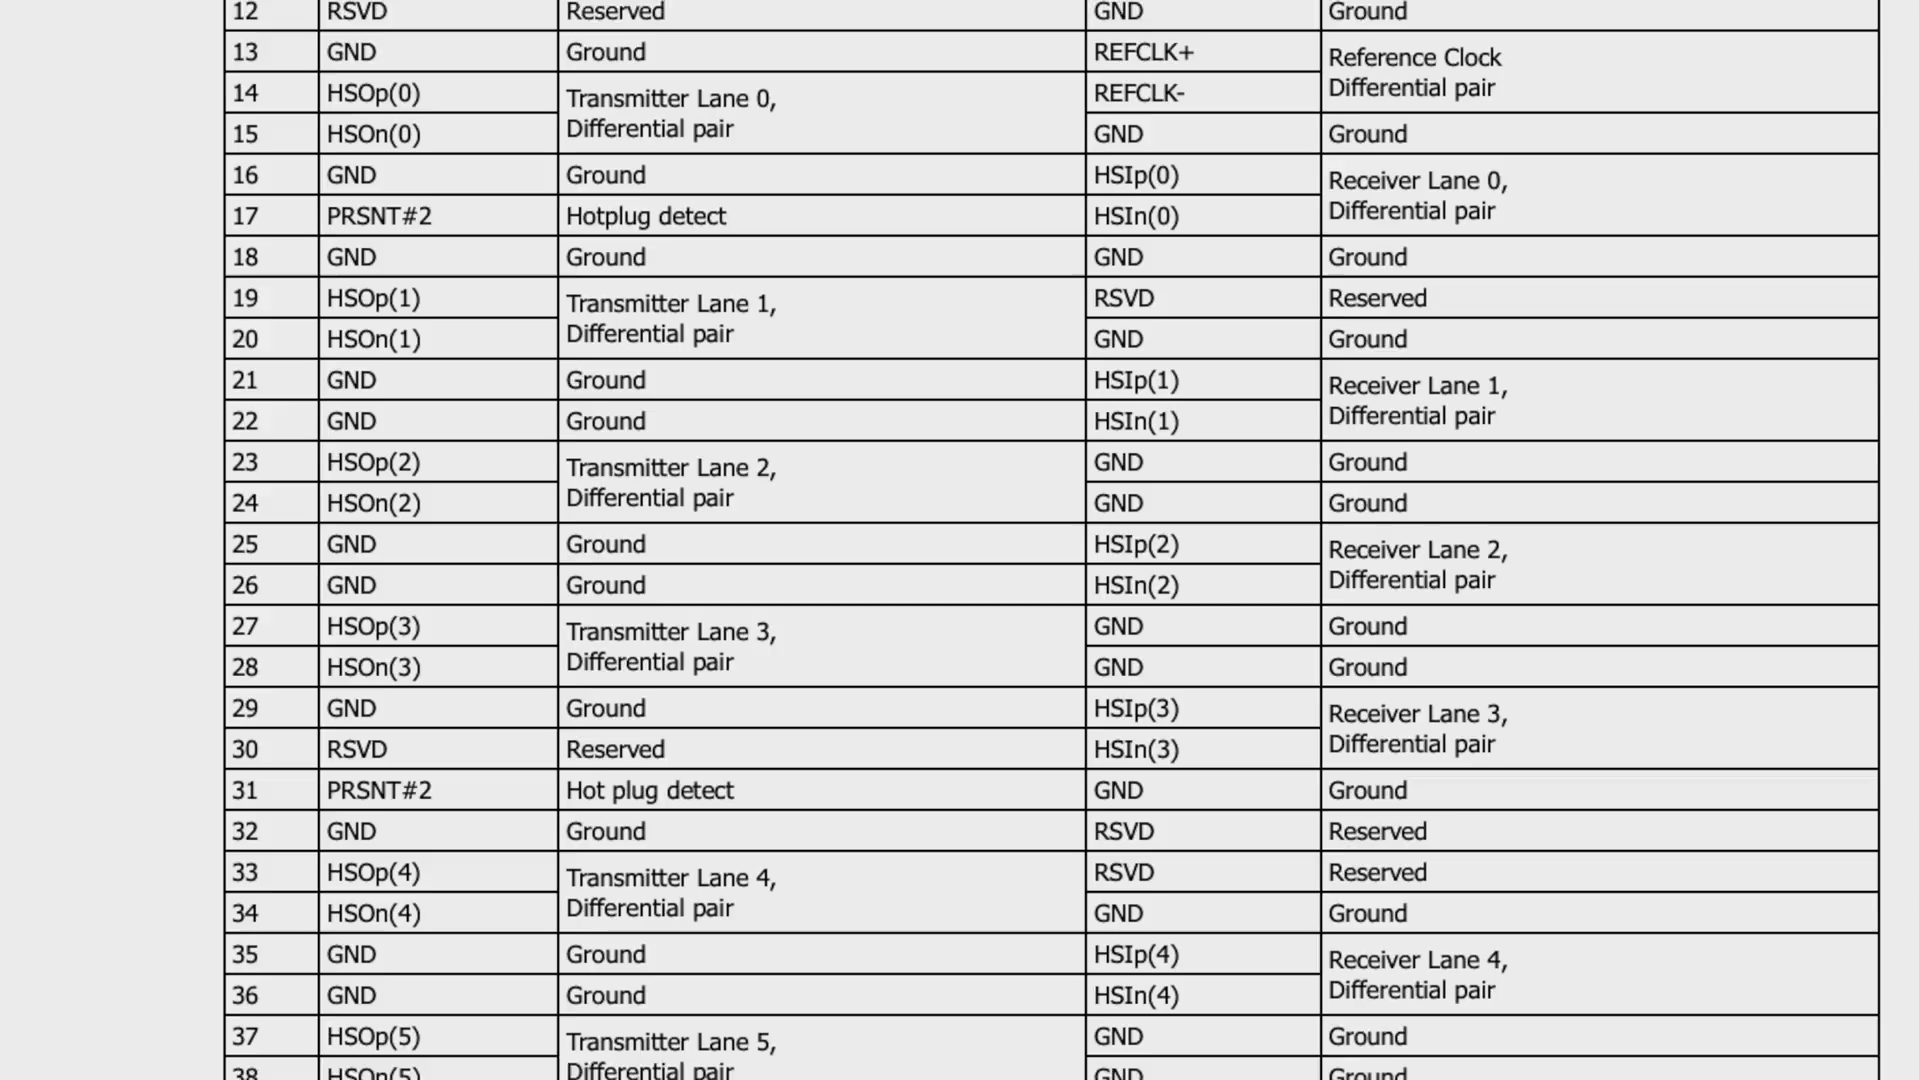 12 RSVD Reserved GND Ground
13 GND Ground REFCLK+ Reference Clock
Differential pair
14 HSOp(0) Transmitter Lane 0,
Differential pair REFCLK-
15 HSOn(0) GND Ground
16 GND Ground HSIp(0) Receiver Lane 0,
Differential pair
17 PRSNT#2 Hotplug detect HSIn(0)
18 GND Ground GND Ground
19 HSOp(1) Transmitter Lane 1,
Differential pair RSVD Reserved
20 HSOn(1) GND Ground
21 GND Ground HSIp(1) Receiver Lane 1,
Differential pair
22 GND Ground HSIn(1)
23 HSOp(2) Transmitter Lane 2,
Differential pair GND Ground
24 HSOn(2) GND Ground
25 GND Ground HSIp(2) Receiver Lane 2,
Differential pair
26 GND Ground HSIn(2)
27 HSOp(3) Transmitter Lane 3,
Differential pair GND Ground
28 HSOn(3) GND Ground
29 GND Ground HSIp(3) Receiver Lane 3,
Differential pair
30 RSVD Reserved HSIn(3)
31 PRSNT#2 Hot plug detect GND Ground
32 GND Ground RSVD Reserved
33 HSOp(4) Transmitter Lane 4,
Differential pair RSVD Reserved
34 HSOn(4) GND Ground
35 GND Ground HSIp(4) Receiver Lane 4,
Differential pair
36 GND Ground HSIn(4)
37 HSOp(5) Transmitter Lane 5,
Differential pair GND Ground
38 HSOn(5) GND Ground